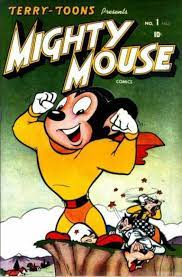 TERRY-TOONS Presents
NO. 1
10¢
MIGHTY
MOUSE
COMICS